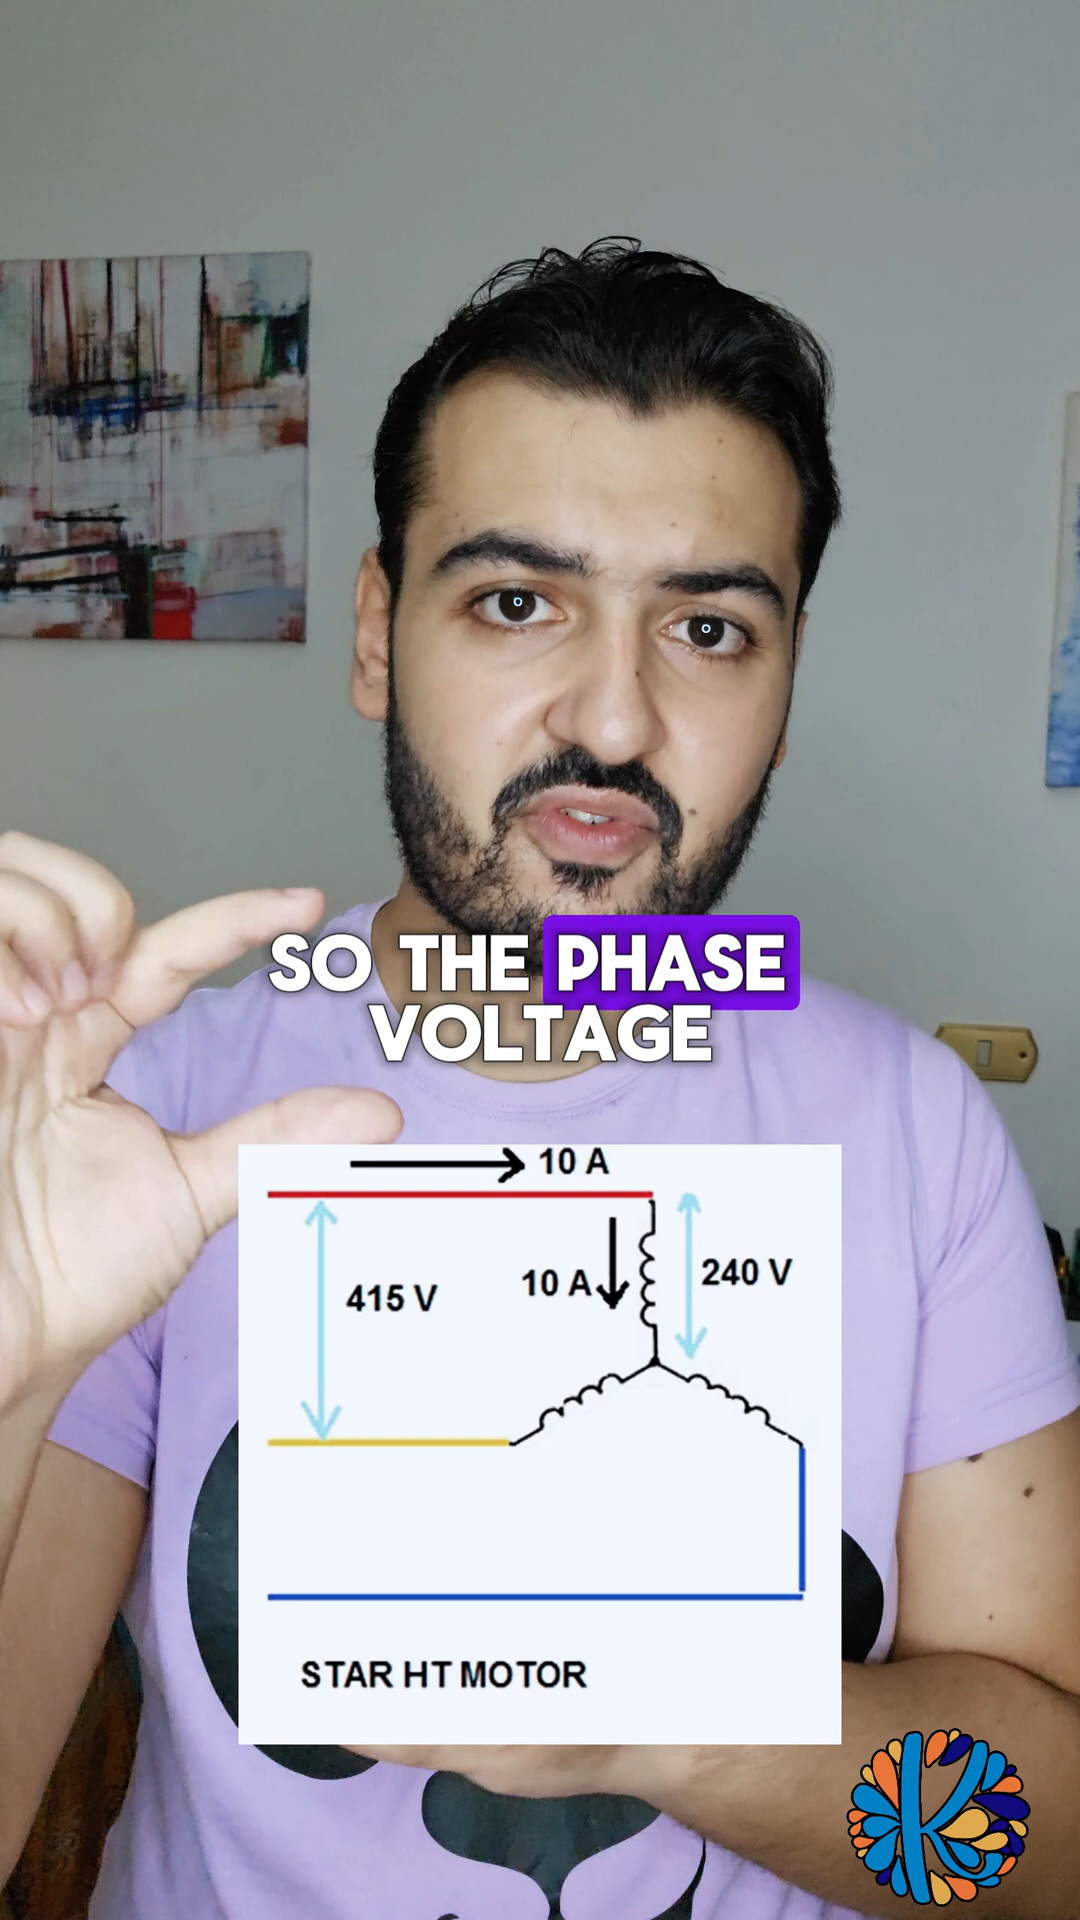 SO THE PHASE
VOLTAGE
10 A
415 V
10 A
240 V
STAR HT MOTOR
K